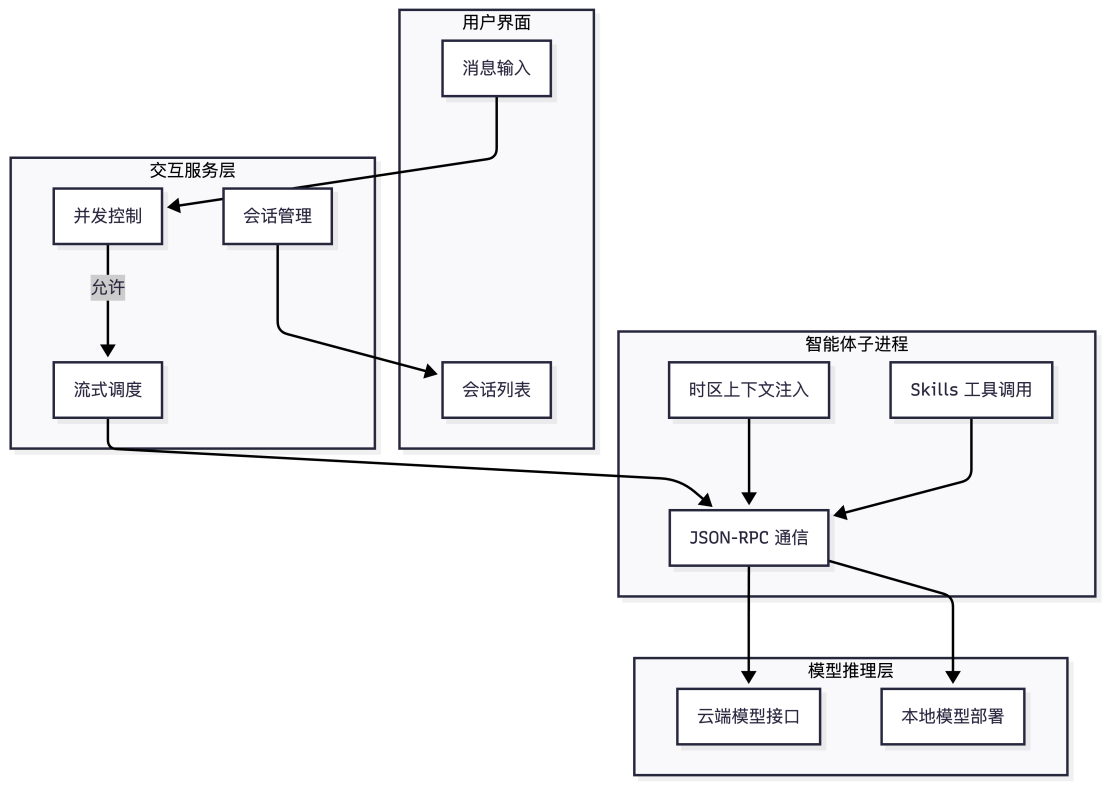 用户界面
消息输入
交互服务层
并发控制
会话管理
允许
流式调度
会话列表
智能体子进程
时区上下文注入
Skills 工具调用
JSON-RPC 通信
模型推理层
云端模型接口
本地模型部署